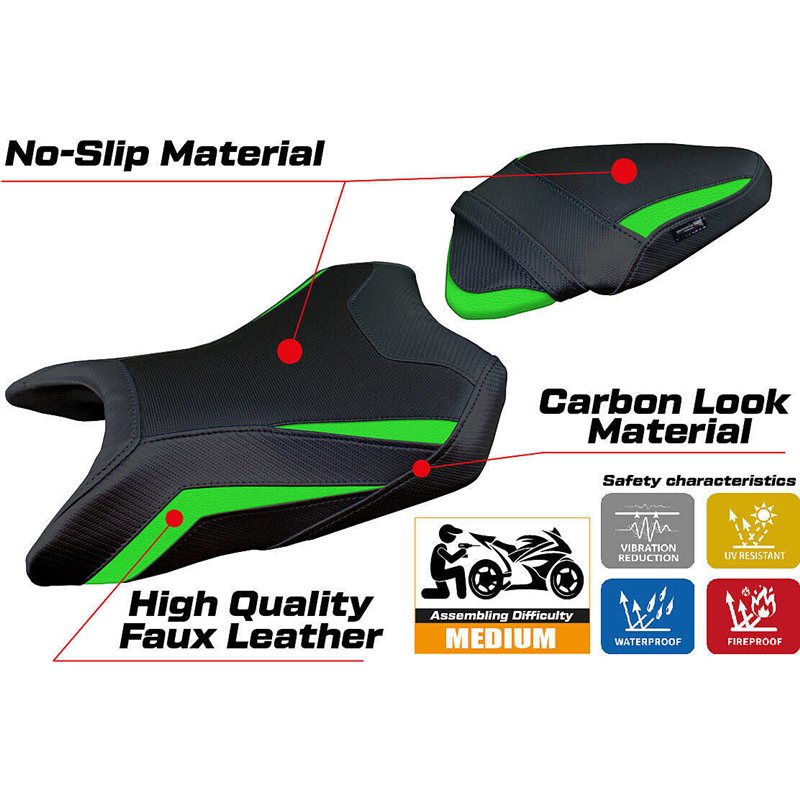 No-Slip Material
Carbon Look
Material
Safety characteristics
VIBRATION
REDUCTION
UV RESISTANT
WATERPROOF
FIREPROOF
High Quality
Faux Leather
Assembling Difficulty
MEDIUM